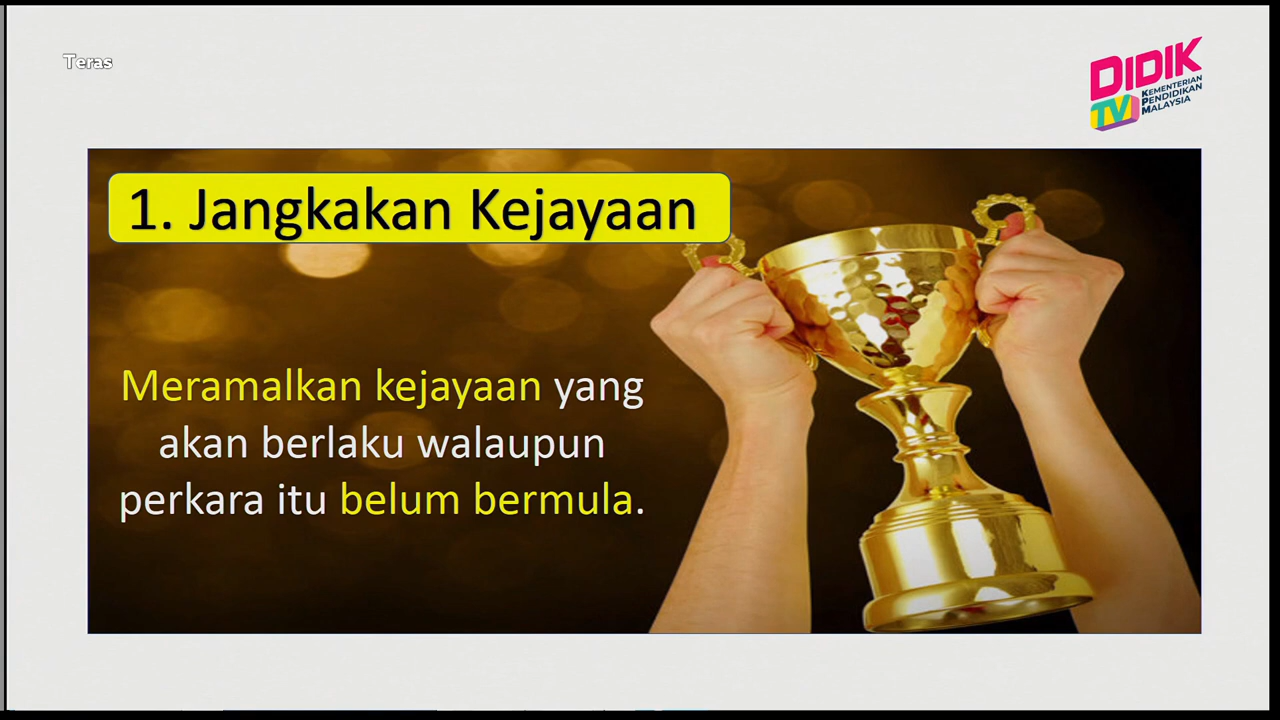 Teras
DIDIK
TV
KEMENTERIAN
PENDIDIKAN
MALAYSIA
1. Jangkakan Kejayaan
Meramalkan kejayaan yang
akan berlaku walaupun
perkara itu belum bermula.